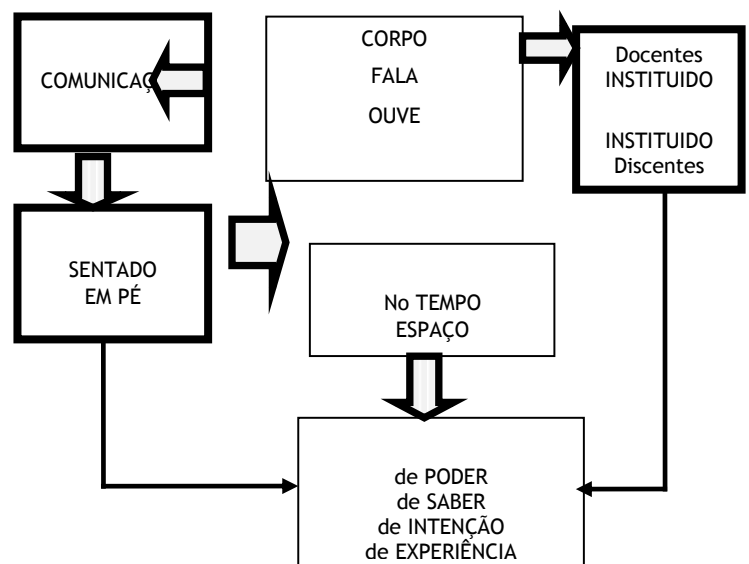 COMUNICAÇ
CORPO
FALA
OUVE
Docentes
INSTITUIDO
INSTITUIDO
Discentes
SENTADO
EM PÉ
No TEMPO
ESPAÇO
de PODER
de SABER
de INTENÇÃO
de EXPERIÊNCIA